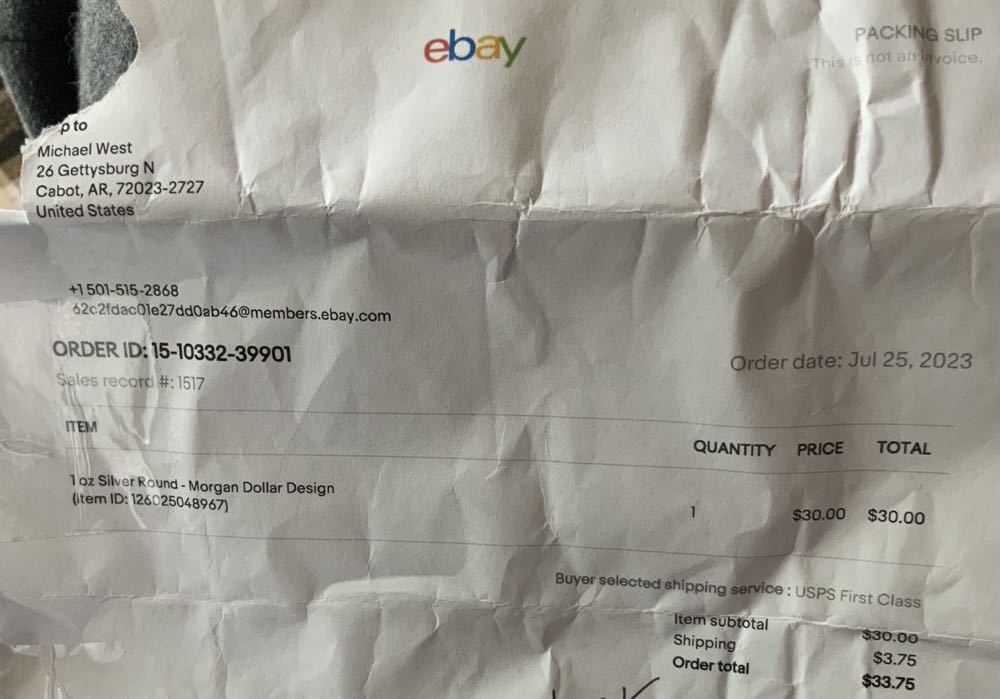 ebay
PACKING SLIP
This is not an invoice.
p to
Michael West
26 Gettysburg N
Cabot, AR, 72023-2727
United States
+1 501-515-2868
62c2fdac01e27dd0ab46@members.ebay.com
ORDER ID: 15-10332-39901
Order date: Jul 25, 2023
Sales record #: 1517
ITEM QUANTITY PRICE TOTAL
1 oz Silver Round - Morgan Dollar Design
(item ID: 126025048967)
1 $30.00 $30.00
Buyer selected shipping service : USPS First Class
Item subtotal $30.00
Shipping $3.75
Order total $33.75